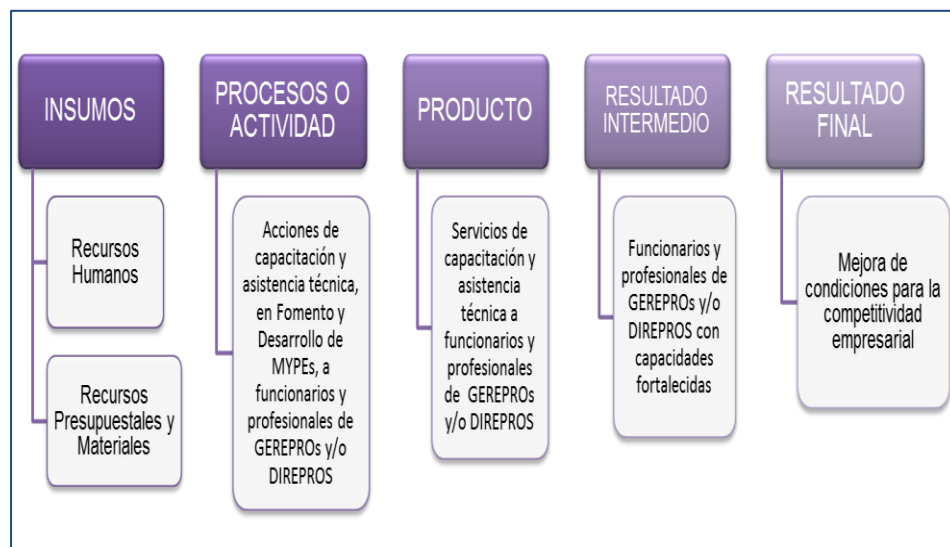 INSUMOS
Recursos
Humanos
Recursos
Presupuestales y
Materiales
PROCESOS O
ACTIVIDAD
Acciones de
capacitación y
asistencia técnica,
en Fomento y
Desarrollo de
MYPEs, a
funcionarios y
profesionales de
GEREPROs y/o
DIREPROS
PRODUCTO
Servicios de
capacitación y
asistencia
técnica a
funcionarios y
profesionales
de GEREPROs
y/o DIREPROS
RESULTADO
INTERMEDIO
Funcionarios y
profesionales de
GEREPROs y/o
DIREPROS con
capacidades
fortalecidas
RESULTADO
FINAL
Mejora de
condiciones para la
competitividad
empresarial